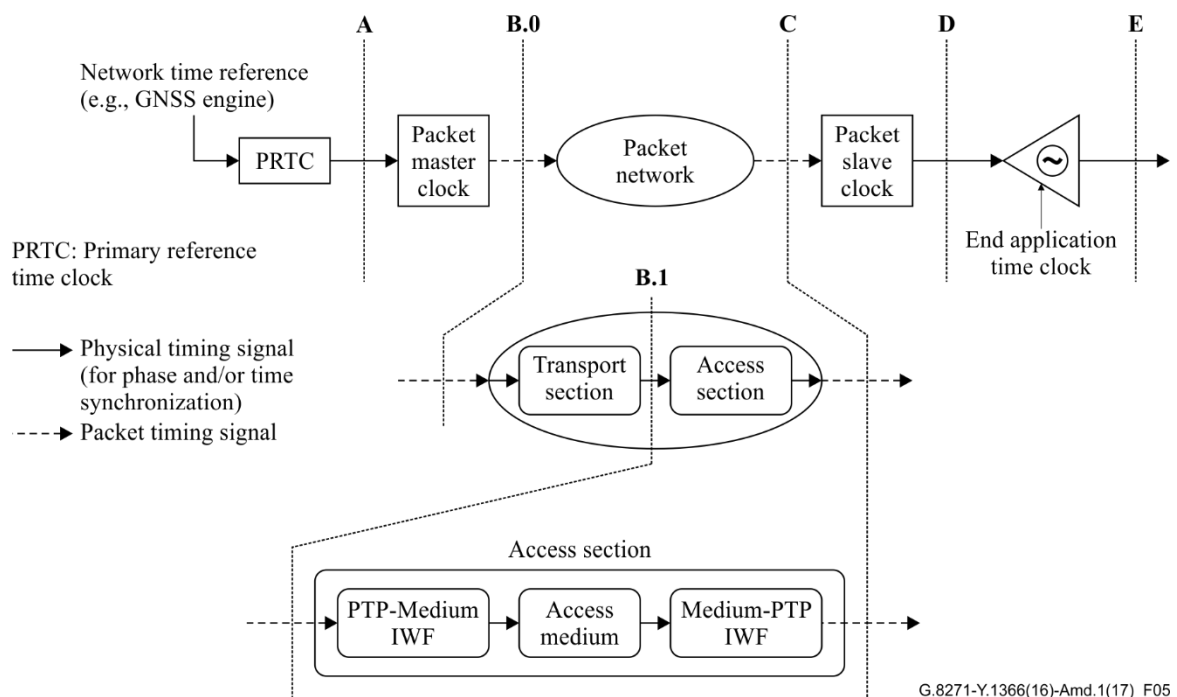 A
B.0
C
D
E
Network time reference
(e.g., GNSS engine)
PRTC
Packet
master
clock
Packet
network
Packet
slave
clock
End application
time clock
PRTC: Primary reference
time clock
B.1
Physical timing signal
(for phase and/or time
synchronization)
Packet timing signal
Transport
section
Access
section
Access section
PTP-Medium
IWF
Access
medium
Medium-PTP
IWF
G.8271-Y.1366(16)-Amd.1(17)_F05